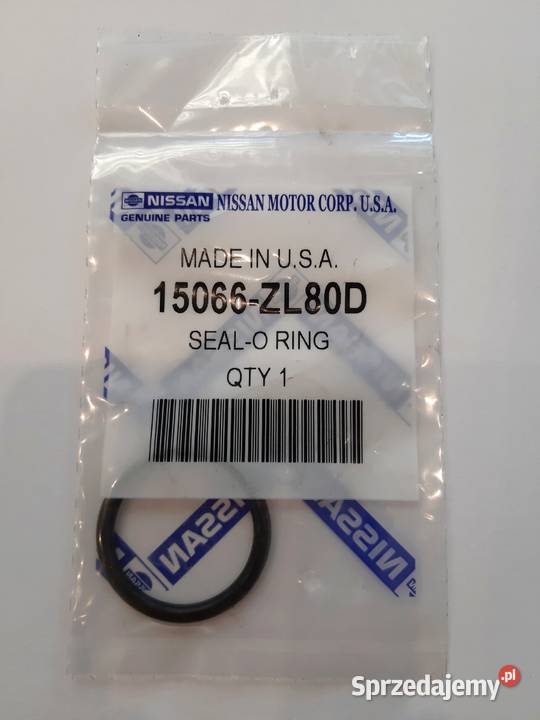 NISSAN NISSAN MOTOR CORP. U.S.A.
GENUINE PARTS
MADE IN U.S.A.
15066-ZL80D
SEAL-O RING
QTY 1
NISSAN
NISSAN
Sprzedajemy.pl